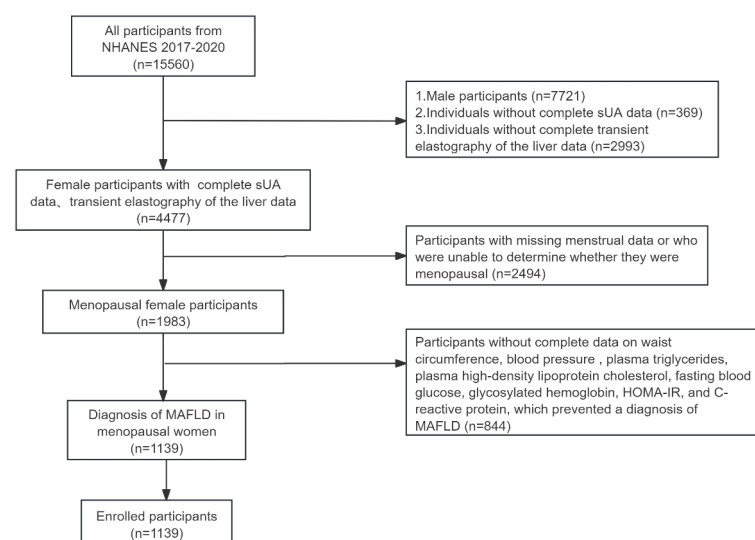 All participants from
NHANES 2017-2020
(n=15560)
1.Male participants (n=7721)
2.Individuals without complete sUA data (n=369)
3.Individuals without complete transient
elastography of the liver data (n=2993)
Female participants with complete sUA
data、transient elastography of the liver data
(n=4477)
Participants with missing menstrual data or who
were unable to determine whether they were
menopausal (n=2494)
Menopausal female participants
(n=1983)
Participants without complete data on waist
circumference, blood pressure , plasma triglycerides,
plasma high-density lipoprotein cholesterol, fasting blood
glucose, glycosylated hemoglobin, HOMA-IR, and C-
reactive protein, which prevented a diagnosis of
MAFLD (n=844)
Diagnosis of MAFLD in
menopausal women
(n=1139)
Enrolled participants
(n=1139)